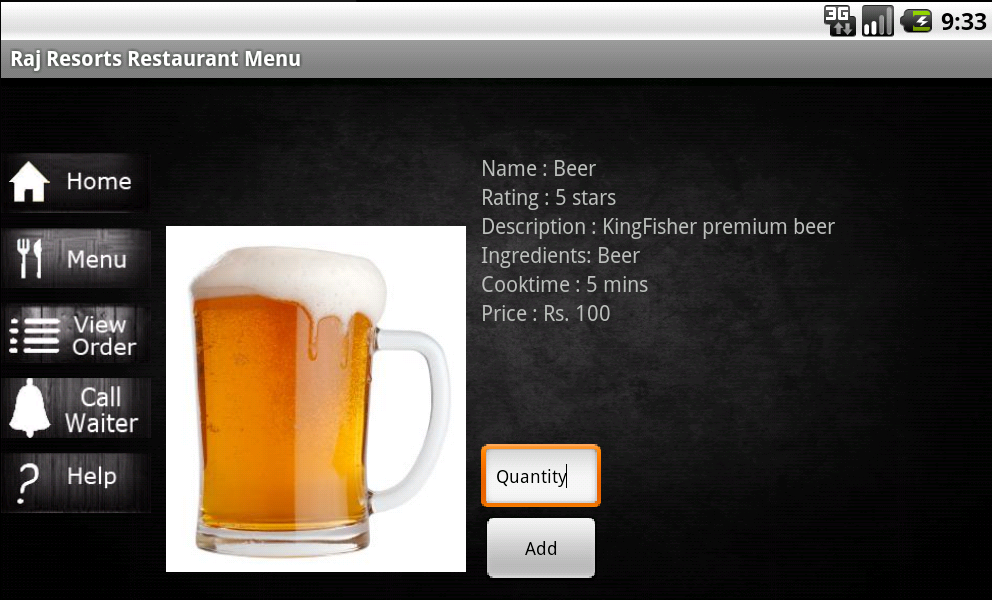 3G 9:33
Raj Resorts Restaurant Menu
Home
Menu
View
Order
Call
Waiter
Help
Name : Beer
Rating : 5 stars
Description : KingFisher premium beer
Ingredients: Beer
Cooktime : 5 mins
Price : Rs. 100
Quantity
Add